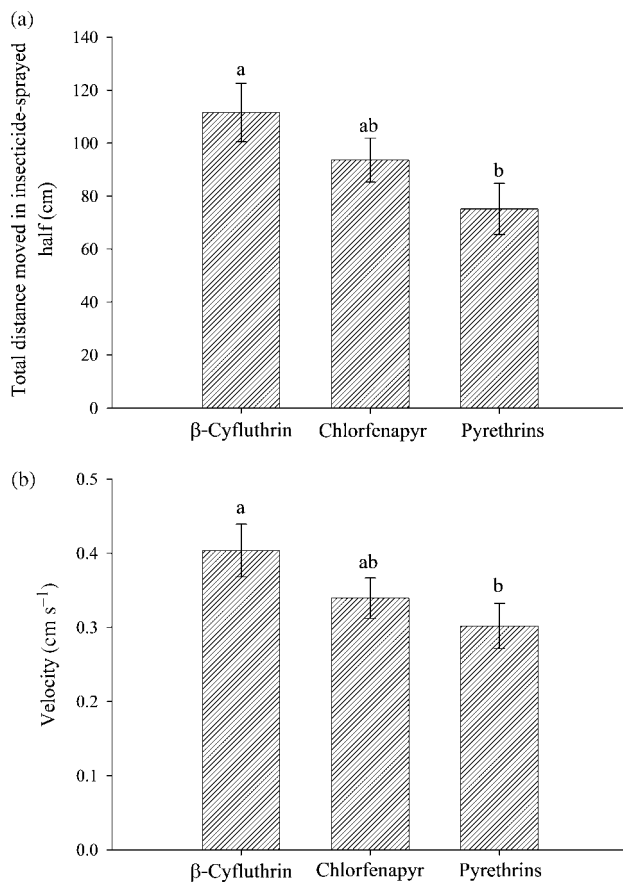 (a)
Total distance moved in insecticide-sprayed
half (cm)
140
120
100
80
60
40
20
0
a
ab
b
β-Cyfluthrin
Chlorfenapyr
Pyrethrins
(b)
Velocity (cm s⁻¹)
0.5
0.4
0.3
0.2
0.1
0.0
a
ab
b
β-Cyfluthrin
Chlorfenapyr
Pyrethrins